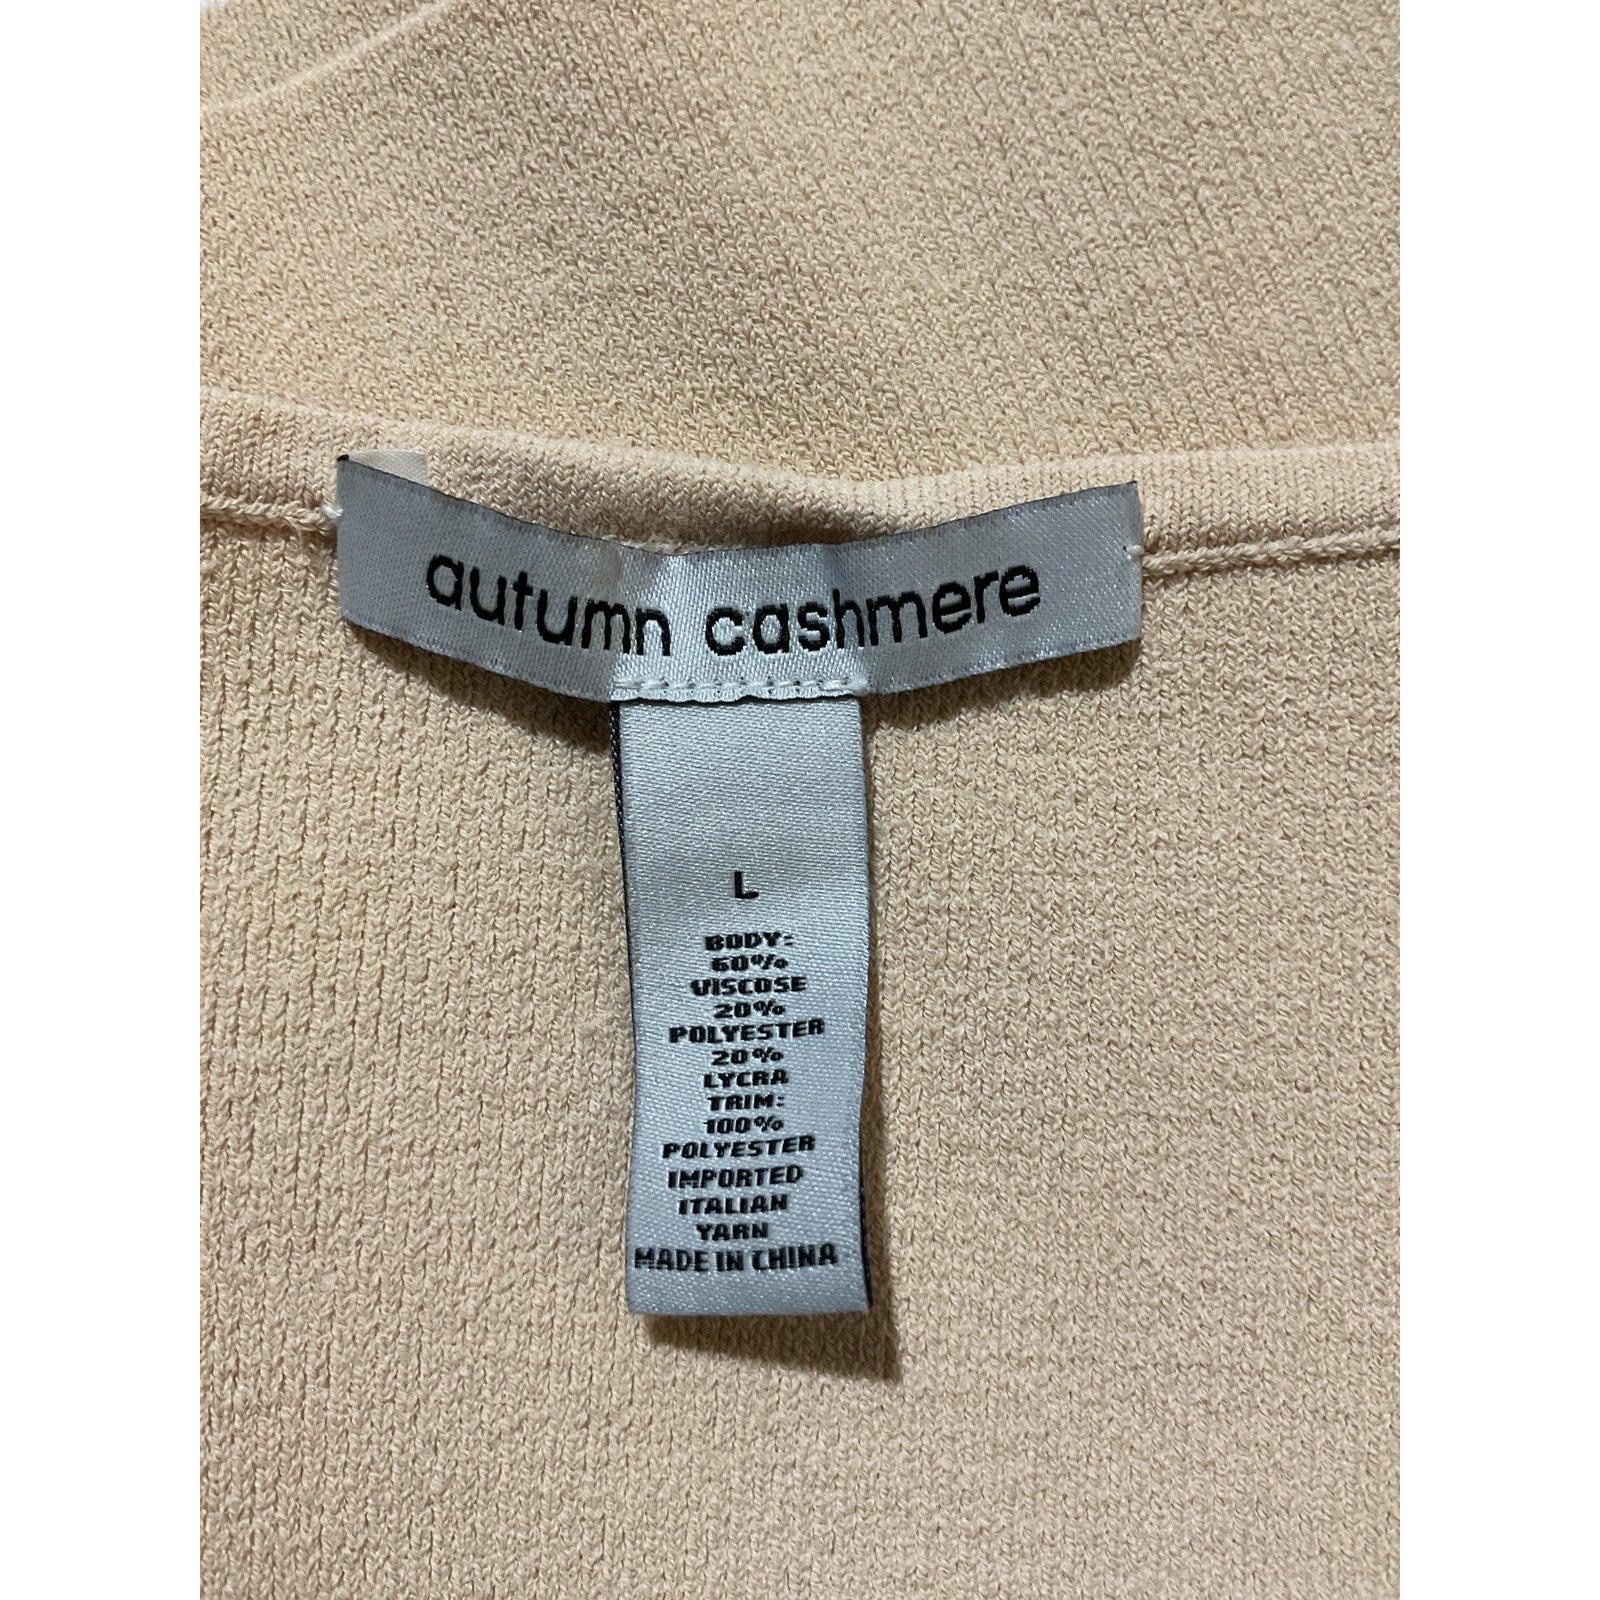 autumn cashmere
L
BODY:
60%
VISCOSE
20%
POLYESTER
20%
LYCRA
TRIM:
100%
POLYESTER
IMPORTED
ITALIAN
YARN
MADE IN CHINA